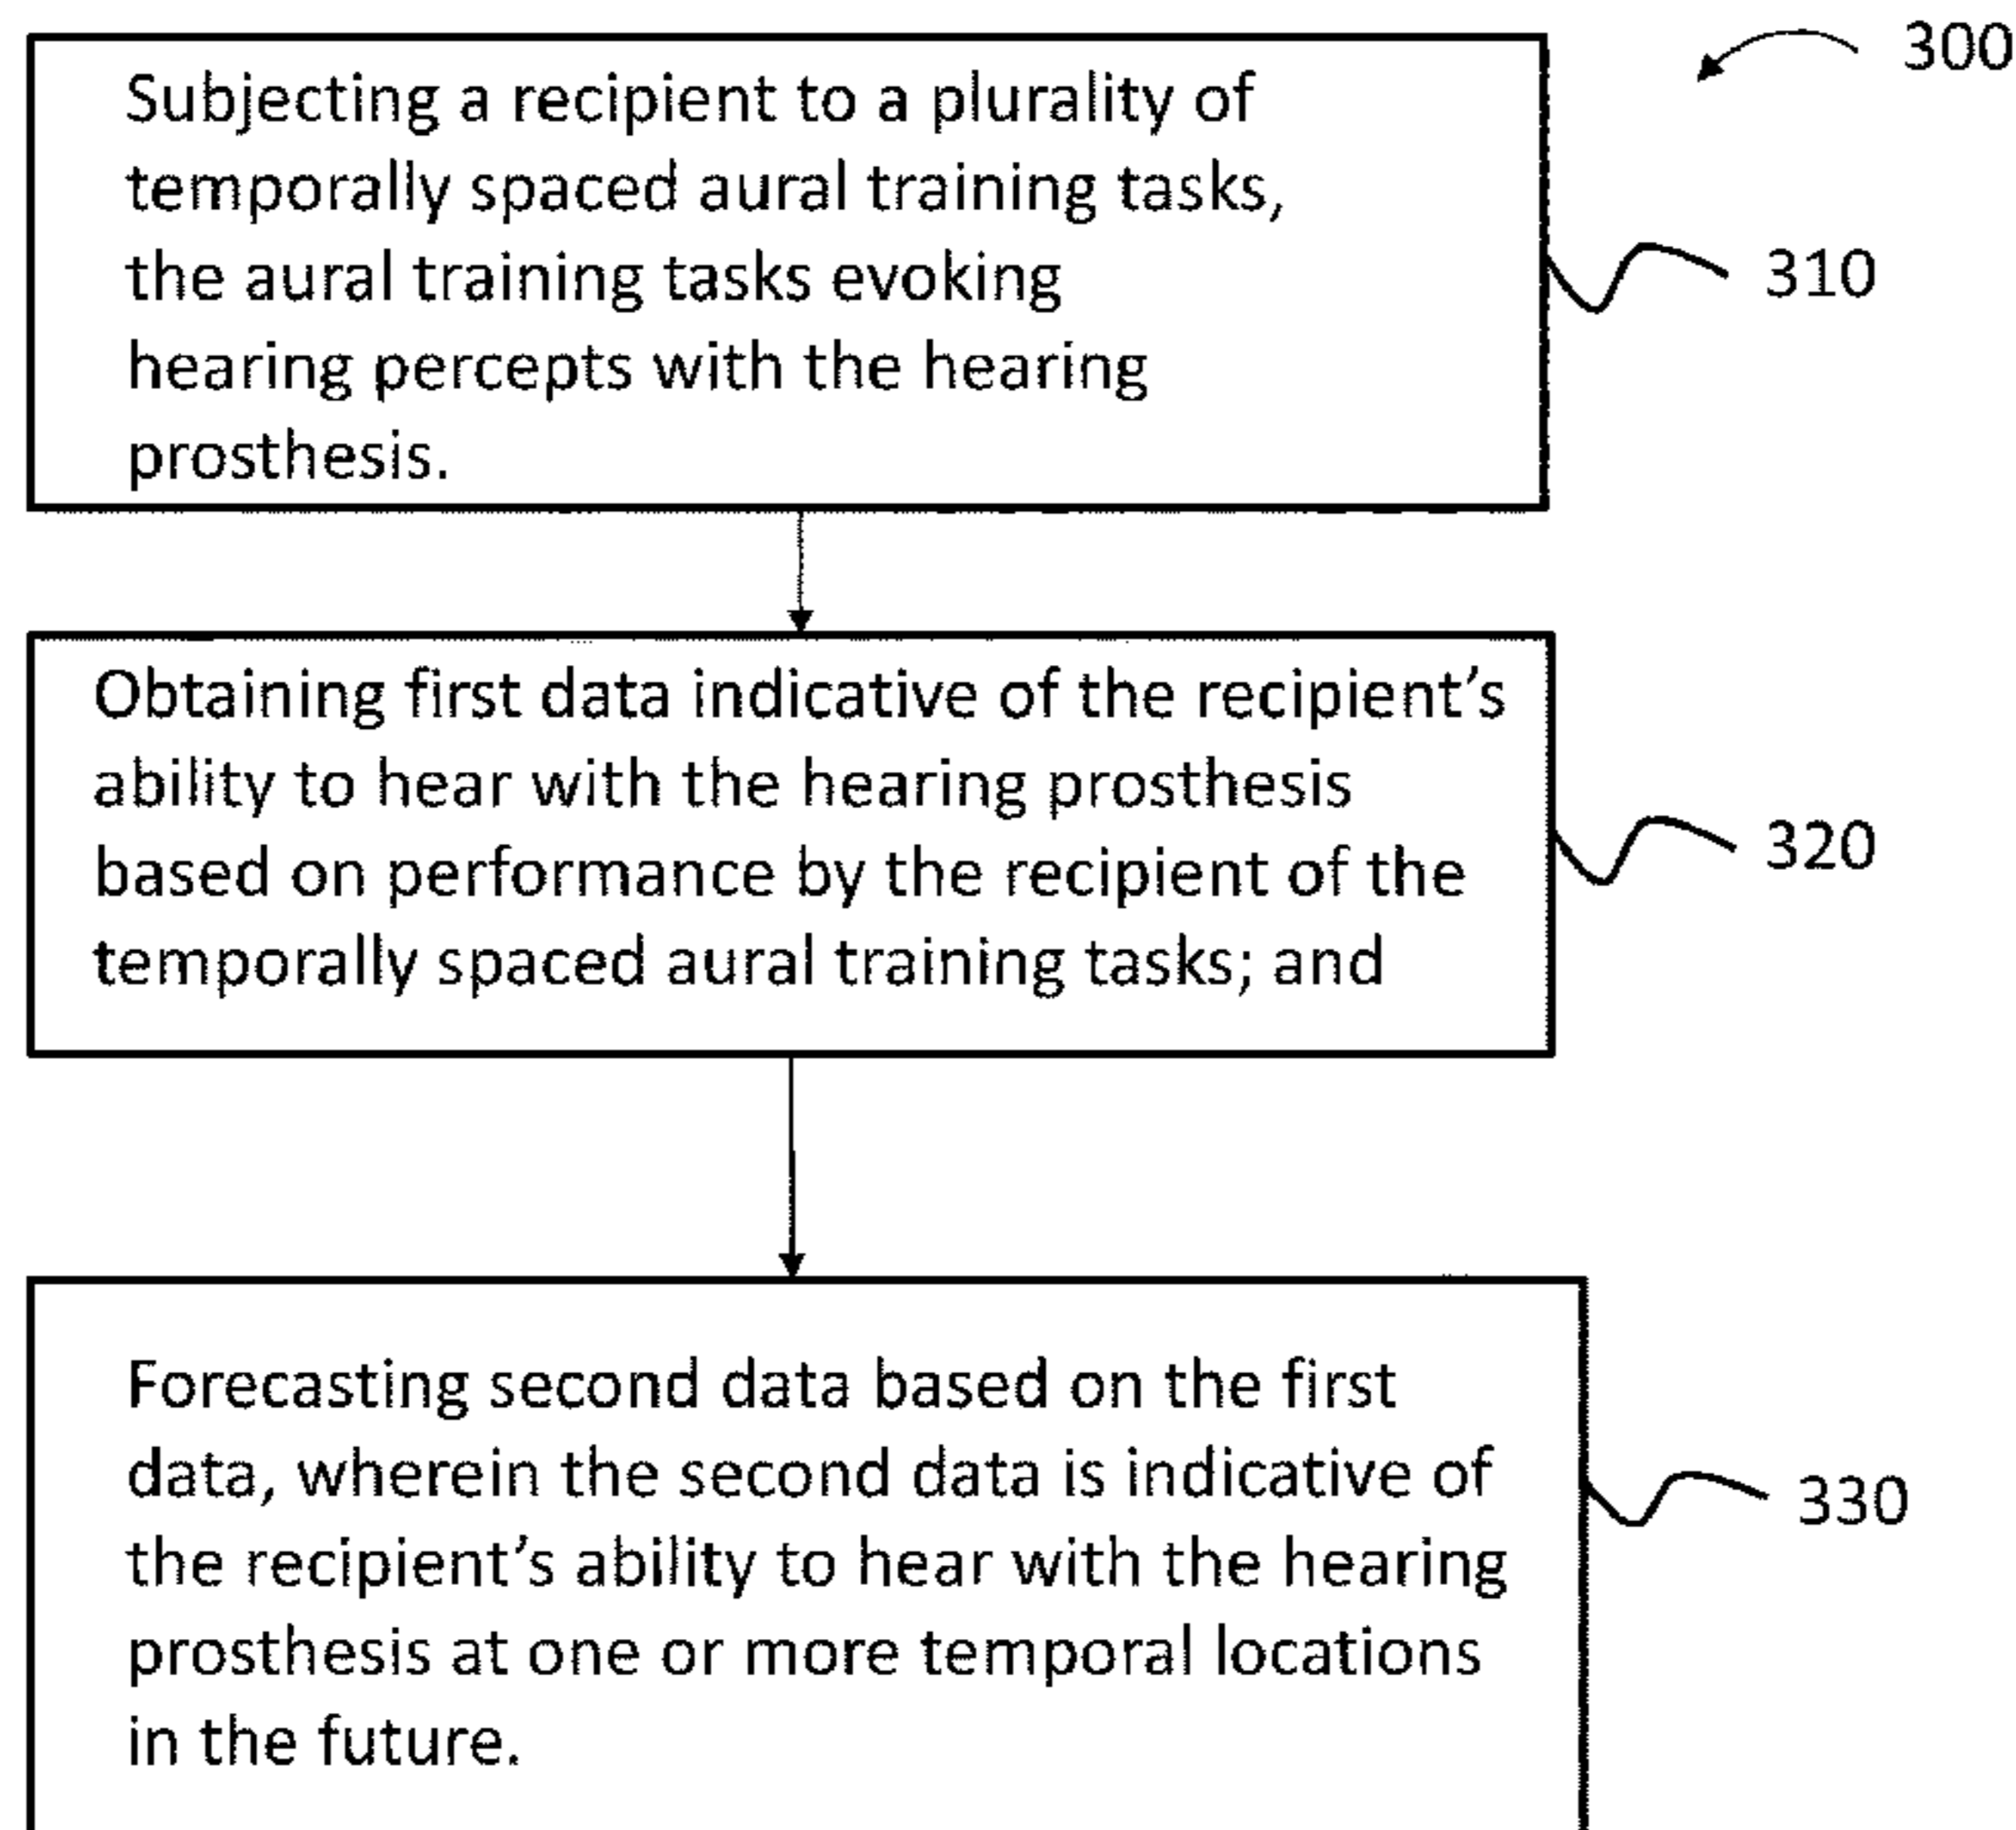 300
Subjecting a recipient to a plurality of
temporally spaced aural training tasks,
the aural training tasks evoking
hearing percepts with the hearing
prosthesis.
310
Obtaining first data indicative of the recipient’s
ability to hear with the hearing prosthesis
based on performance by the recipient of the
temporally spaced aural training tasks; and
320
Forecasting second data based on the first
data, wherein the second data is indicative of
the recipient’s ability to hear with the hearing
prosthesis at one or more temporal locations
in the future.
330